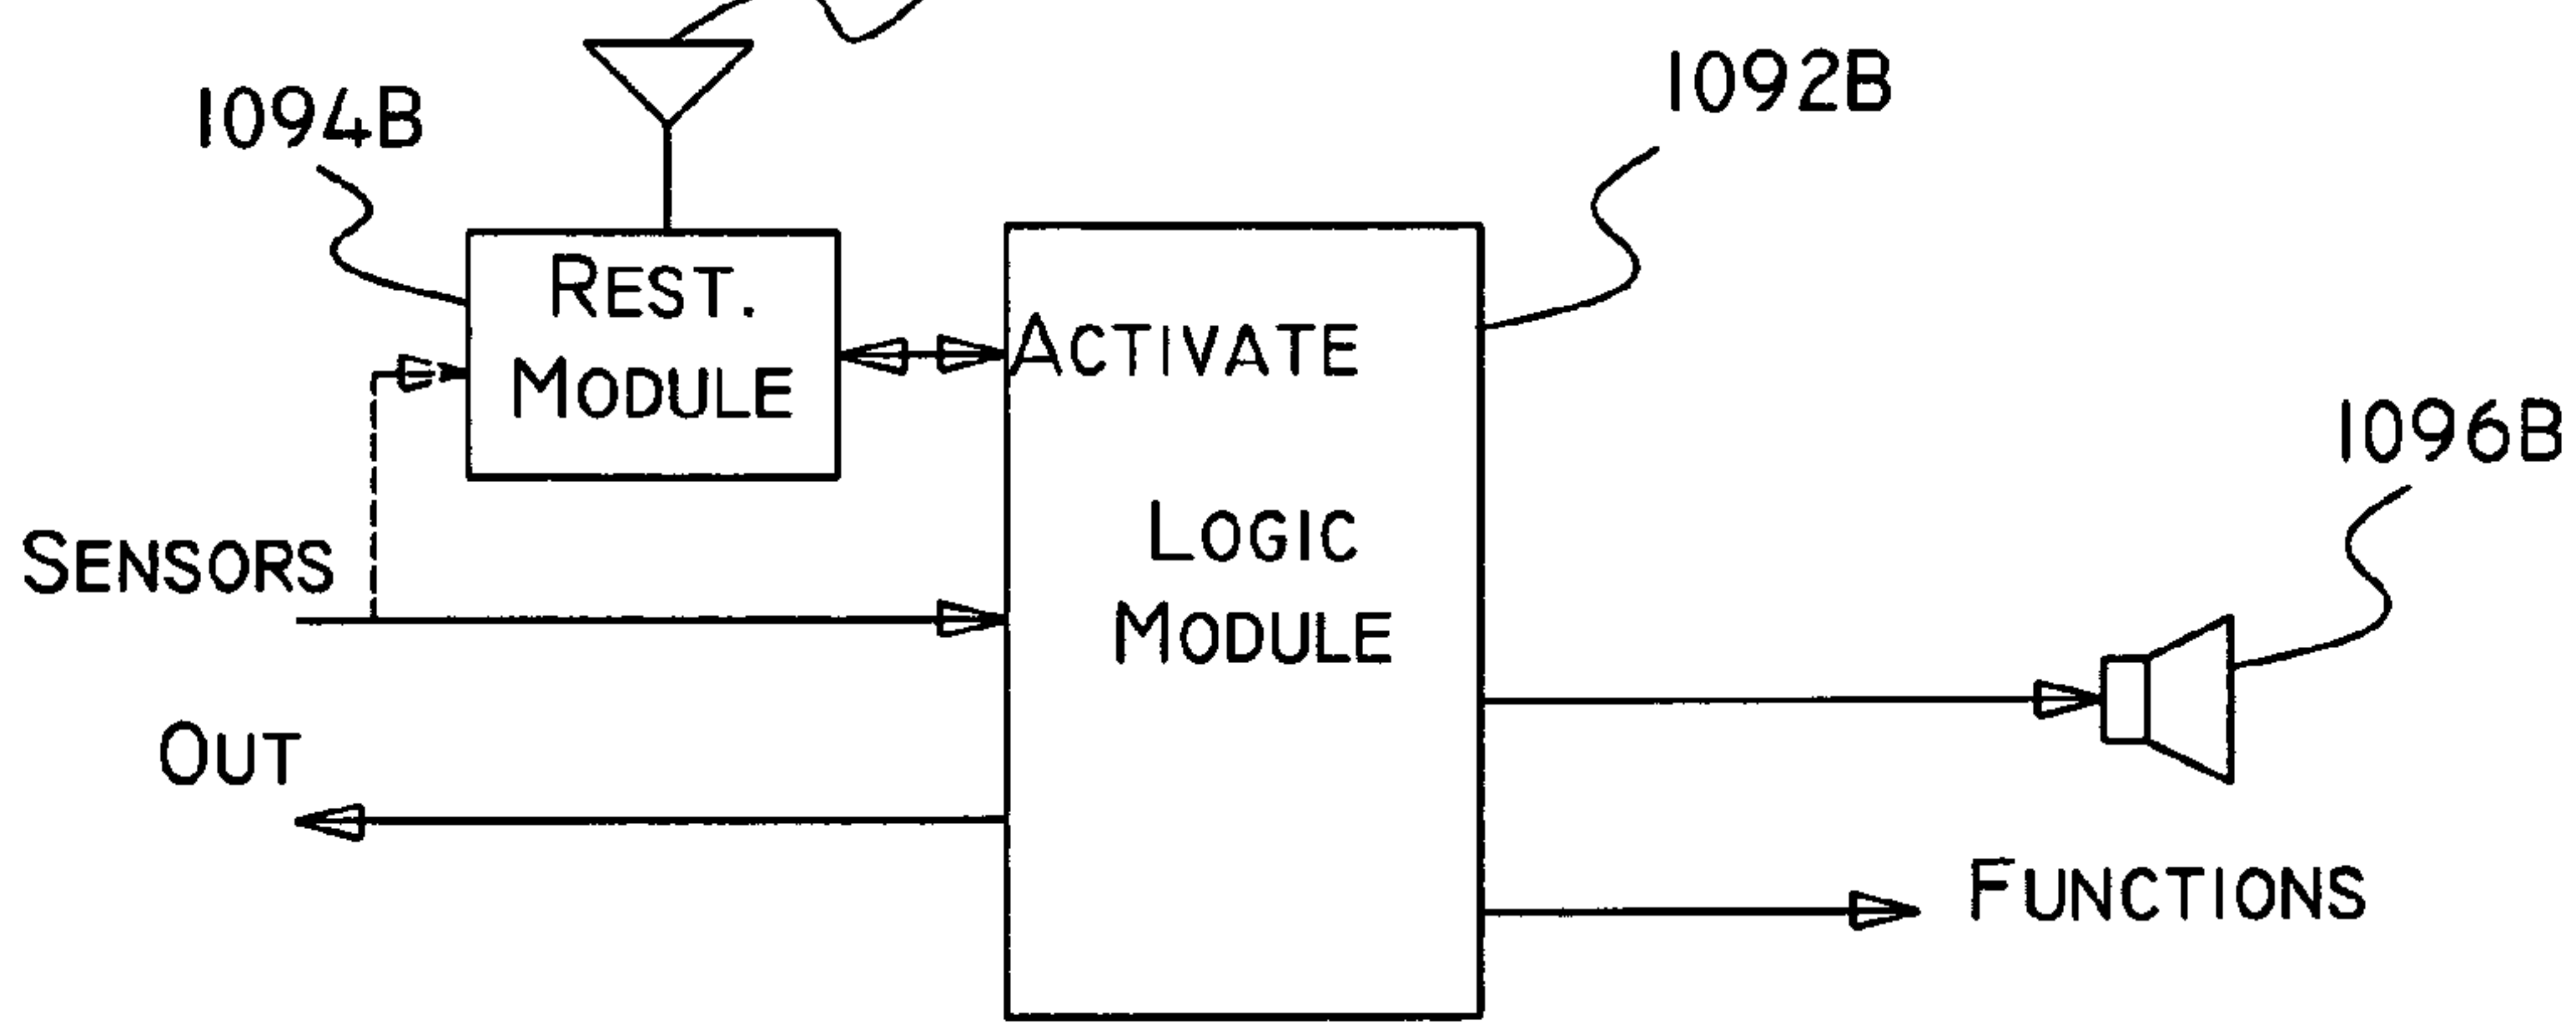 1094B
1092B
REST.
MODULE
ACTIVATE
1096B
LOGIC
MODULE
SENSORS
OUT
FUNCTIONS